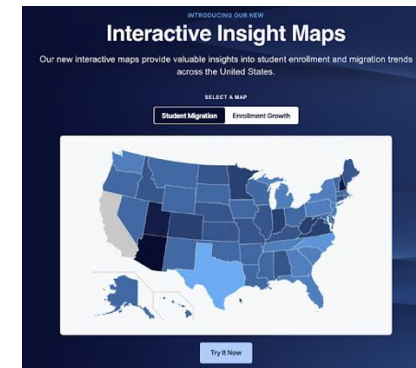 INTRODUCING OUR NEW
Interactive Insight Maps
Our new interactive maps provide valuable insights into student enrollment and migration trends
across the United States.
SELECT A MAP
Student Migration Enrollment Growth
Try It Now